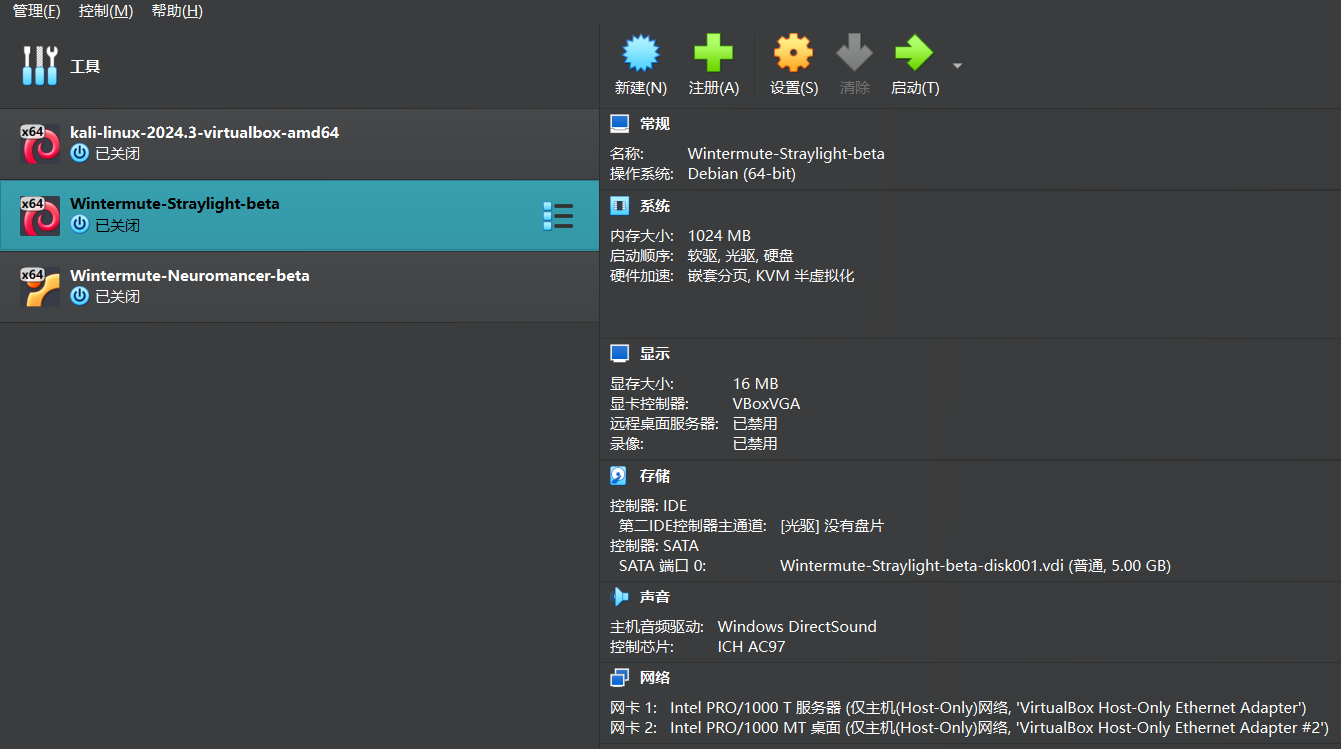 管理(F) 控制(M) 帮助(H)
工具
新建(N) 注册(A) 设置(S) 清除 启动(T)
x64 kali-linux-2024.3-virtualbox-amd64
已关闭
x64 Wintermute-Straylight-beta
已关闭
x64 Wintermute-Neuromancer-beta
已关闭
常规
名称: Wintermute-Straylight-beta
操作系统: Debian (64-bit)
系统
内存大小: 1024 MB
启动顺序: 软驱, 光驱, 硬盘
硬件加速: 嵌套分页, KVM 半虚拟化
显示
显存大小: 16 MB
显卡控制器: VBoxVGA
远程桌面服务器: 已禁用
录像: 已禁用
存储
控制器: IDE
第二IDE控制器主通道: [光驱] 没有盘片
控制器: SATA
SATA 端口 0: Wintermute-Straylight-beta-disk001.vdi (普通, 5.00 GB)
声音
主机音频驱动: Windows DirectSound
控制芯片: ICH AC97
网络
网卡 1: Intel PRO/1000 T 服务器 (仅主机(Host-Only)网络, 'VirtualBox Host-Only Ethernet Adapter')
网卡 2: Intel PRO/1000 MT 桌面 (仅主机(Host-Only)网络, 'VirtualBox Host-Only Ethernet Adapter #2')